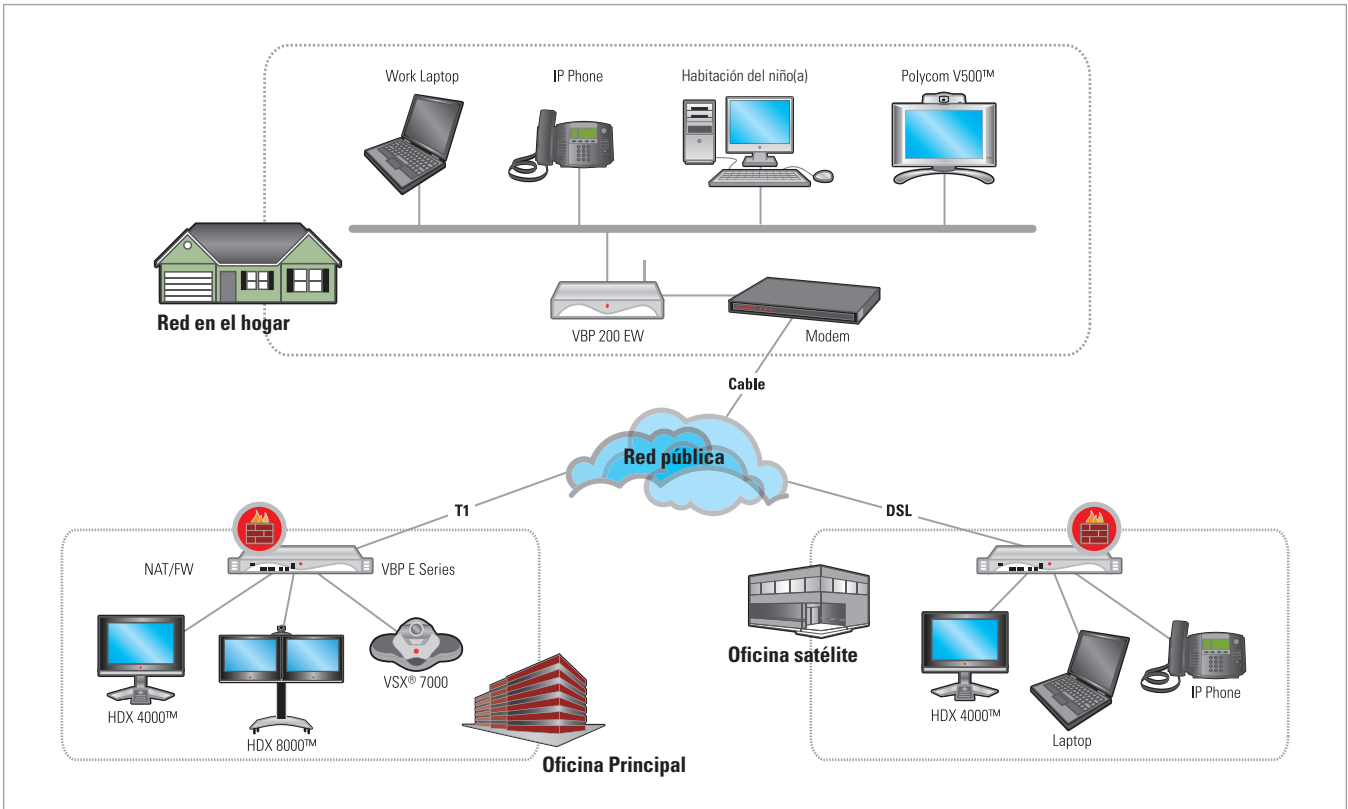 Work Laptop
IP Phone
Habitación del niño(a)
Polycom V500™
Red en el hogar
VBP 200 EW
Modem
Cable
Red pública
T1
DSL
NAT/FW
VBP E Series
HDX 4000™
HDX 8000™
VSX® 7000
Oficina Principal
Oficina satélite
HDX 4000™
Laptop
IP Phone